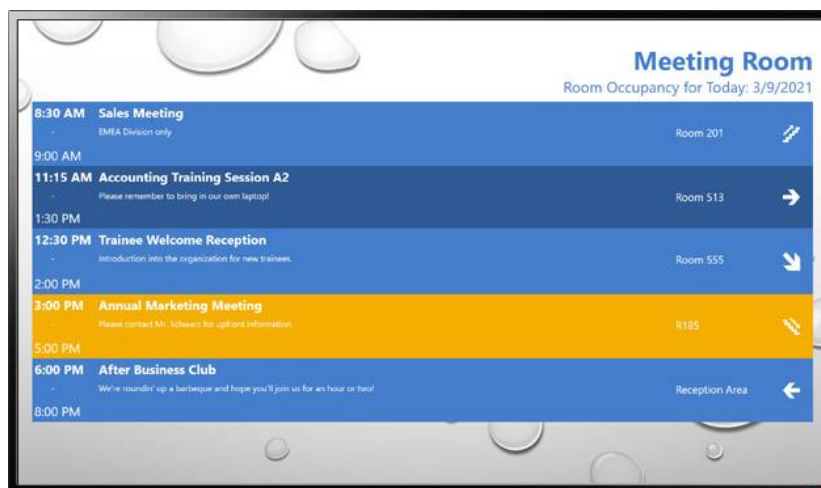 Meeting Room
Room Occupancy for Today: 3/9/2021
8:30 AM Sales Meeting
- EMEA Division only Room 201
9:00 AM
11:15 AM Accounting Training Session A2
- Please remember to bring in our own laptop! Room 513
1:30 PM
12:30 PM Trainee Welcome Reception
- Introduction into the organization for new trainees. Room 555
2:00 PM
3:00 PM Annual Marketing Meeting
- Please contact Mr. Schwarz for upfront information. R185
5:00 PM
6:00 PM After Business Club
- We're roundin' up a barbeque and hope you'll join us for an hour or two! Reception Area
8:00 PM